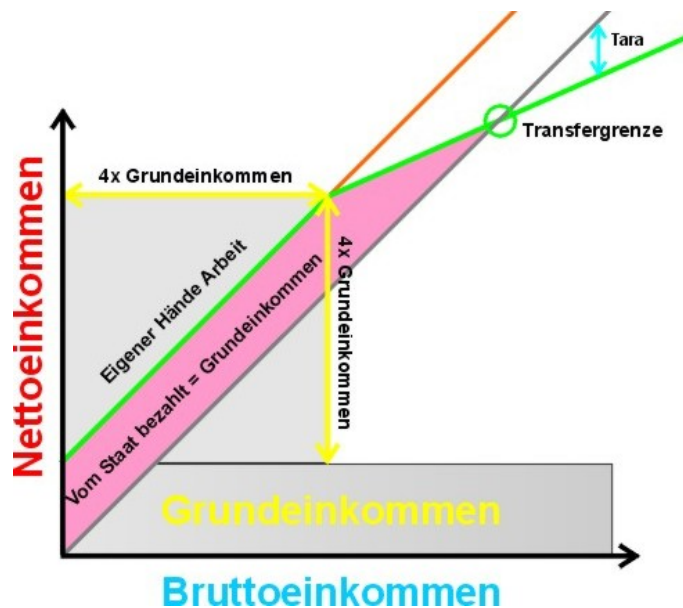 Tara
Transfergrenze
4x Grundeinkommen
Nettoeinkommen
Eigener Hände Arbeit
4x Grundeinkommen
Vom Staat bezahlt = Grundeinkommen
Grundeinkommen
Bruttoeinkommen